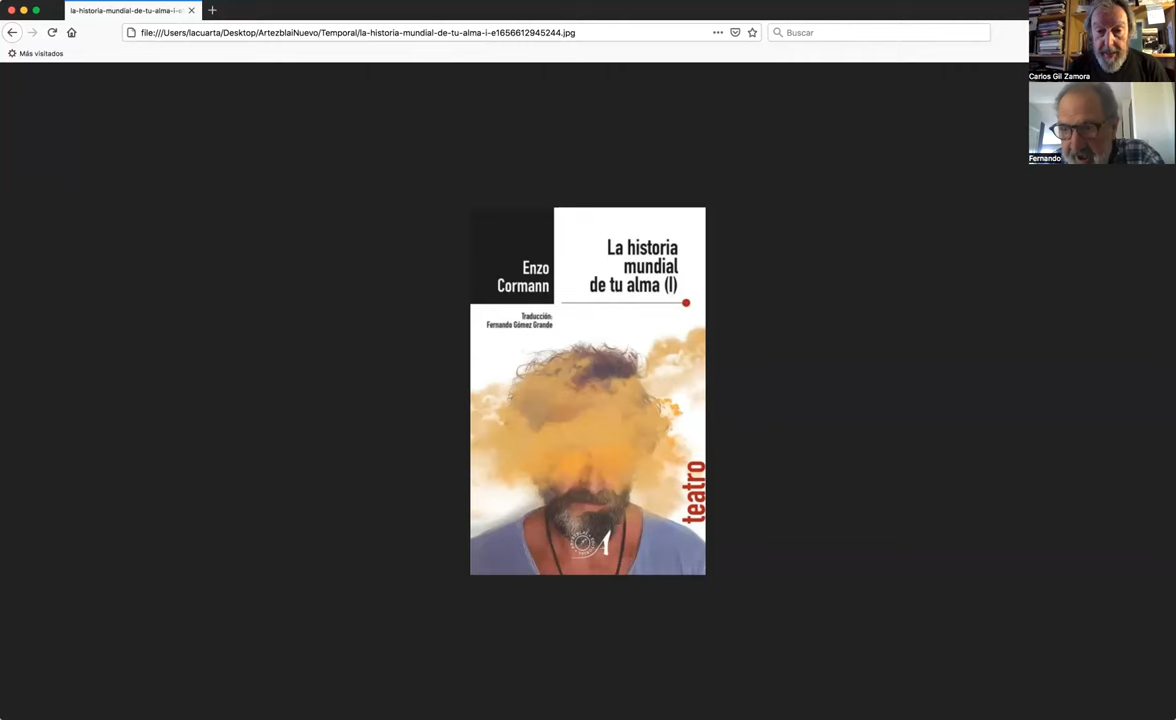 la-historia-mundial-de-tu-alma-i-e
file:///Users/lacuarta/Desktop/ArtezblaiNuevo/Temporal/la-historia-mundial-de-tu-alma-i-e1656612945244.jpg
Buscar
Más visitados
Carlos Gil Zamora
Fernando
Enzo
Cormann
La historia
mundial
de tu alma (I)
Traducción:
Fernando Gómez Grande
teatro